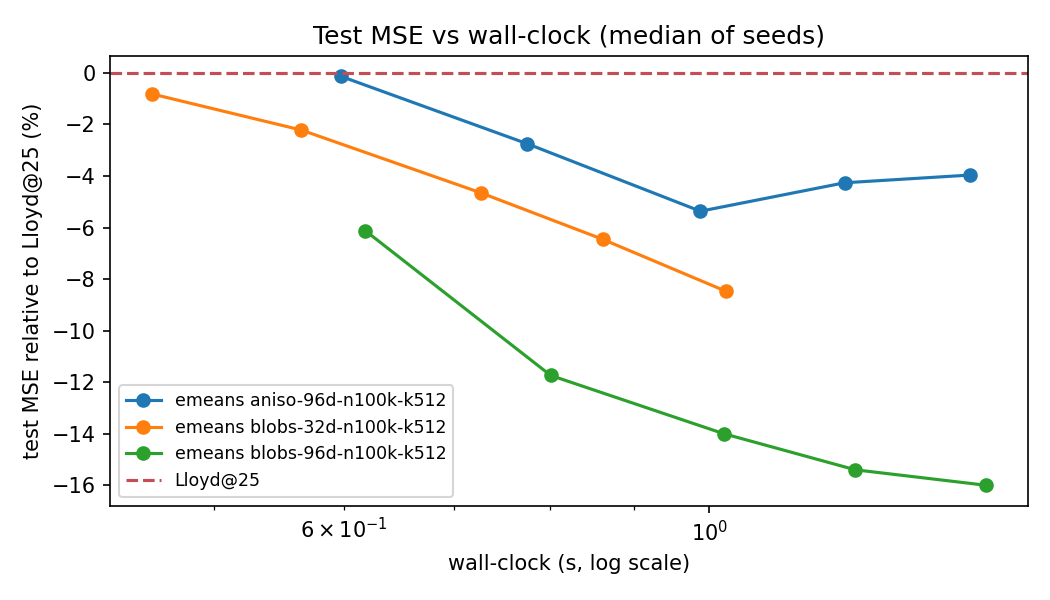 Test MSE vs wall-clock (median of seeds)
test MSE relative to Lloyd@25 (%)
0
−2
−4
−6
−8
−10
−12
−14
−16
emeans aniso-96d-n100k-k512
emeans blobs-32d-n100k-k512
emeans blobs-96d-n100k-k512
Lloyd@25
6 × 10⁻¹
10⁰
wall-clock (s, log scale)